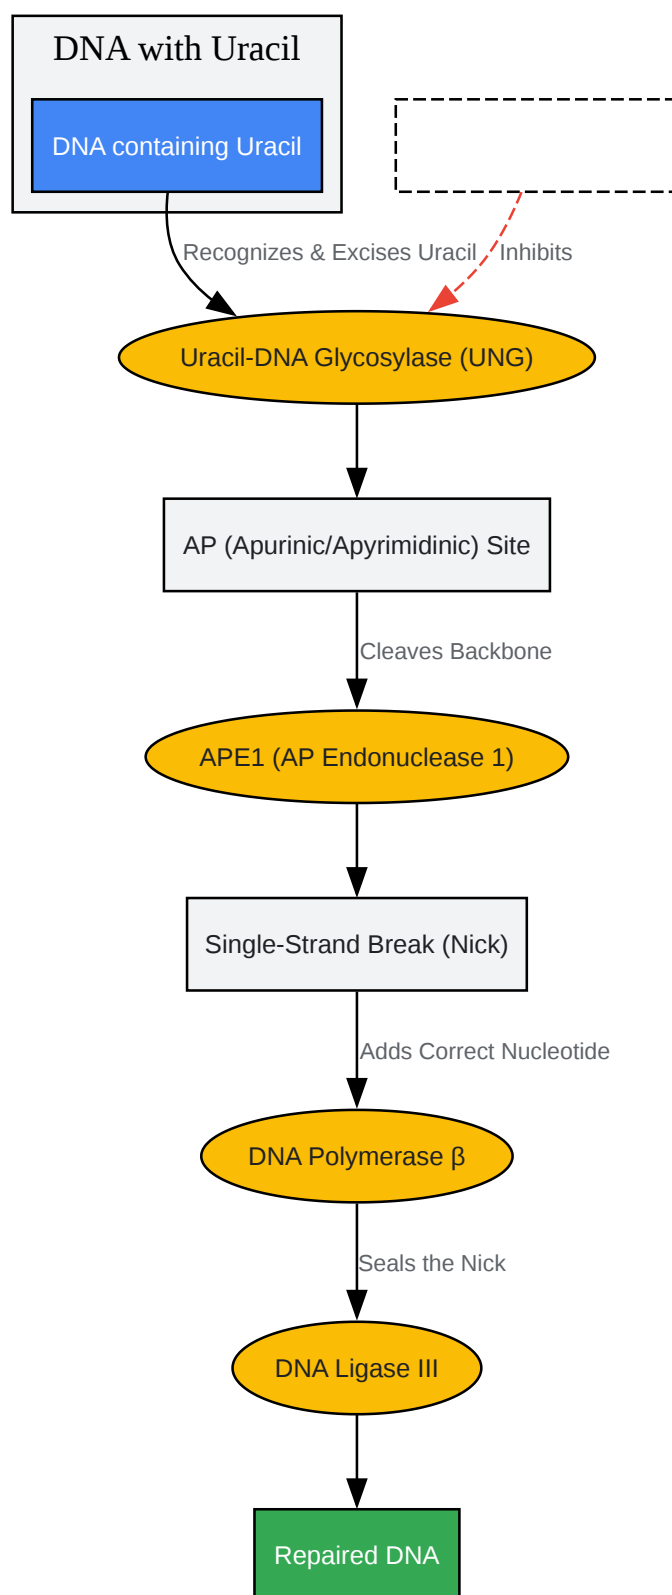 DNA with Uracil
DNA containing Uracil
Recognizes & Excises Uracil
Inhibits
Uracil-DNA Glycosylase (UNG)
AP (Apurinic/Apyrimidinic) Site
Cleaves Backbone
APE1 (AP Endonuclease 1)
Single-Strand Break (Nick)
Adds Correct Nucleotide
DNA Polymerase β
Seals the Nick
DNA Ligase III
Repaired DNA